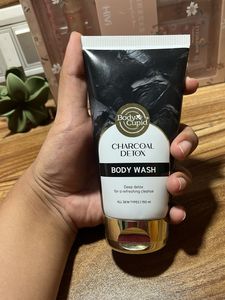 Body
Cupid
CHARCOAL
DETOX
BODY WASH
Deep detox
for a refreshing cleanse
ALL SKIN TYPES | 150 ml